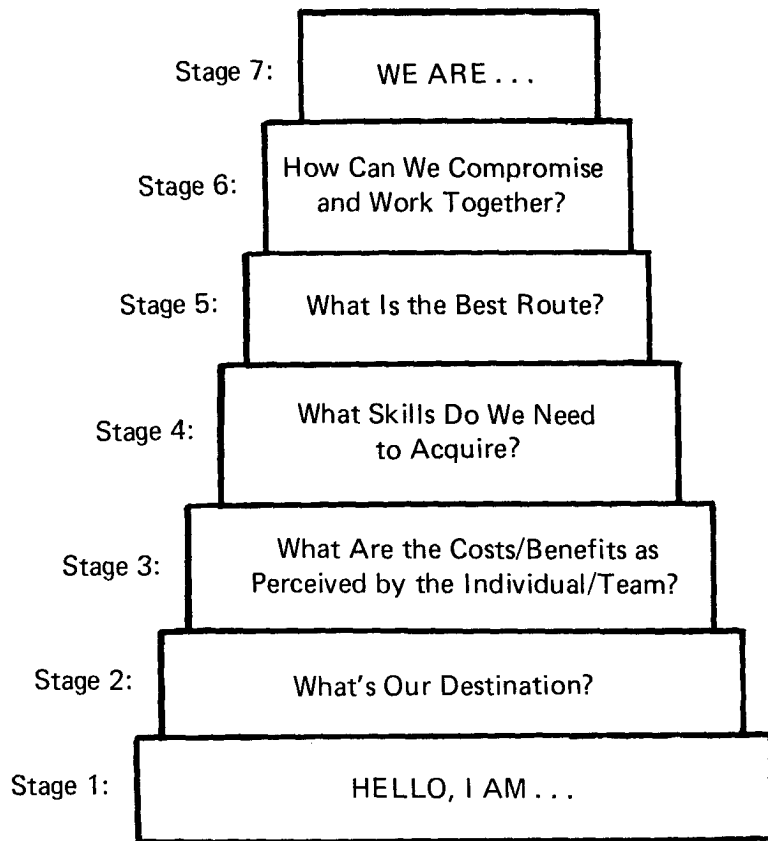 Stage 7:
WE ARE . . .
Stage 6:
How Can We Compromise
and Work Together?
Stage 5:
What Is the Best Route?
Stage 4:
What Skills Do We Need
to Acquire?
Stage 3:
What Are the Costs/Benefits as
Perceived by the Individual/Team?
Stage 2:
What's Our Destination?
Stage 1:
HELLO, I AM . . .